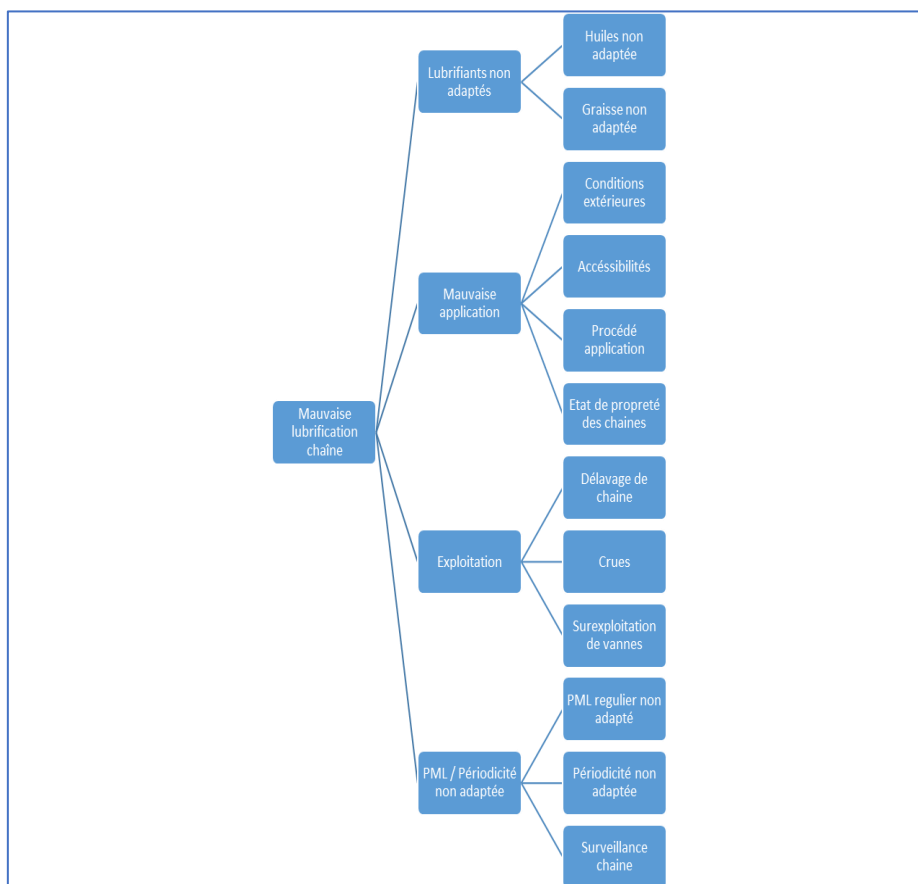 Huiles non
adaptée
Lubrifiants non
adaptés
Graisse non
adaptée
Conditions
extérieures
Accéssibilités
Mauvaise
application
Procédé
application
Etat de propreté
des chaines
Mauvaise
lubrification
chaîne
Délavage de
chaine
Exploitation
Crues
Surexploitation
de vannes
PML regulier non
adapté
PML / Périodicité
non adaptée
Périodicité non
adaptée
Surveillance
chaine